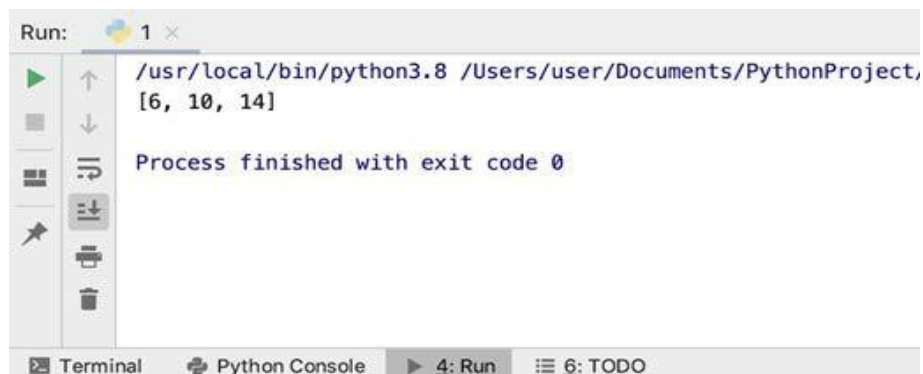 Run: 1
/usr/local/bin/python3.8 /Users/user/Documents/PythonProject/
[6, 10, 14]
Process finished with exit code 0
Terminal Python Console 4: Run 6: TODO